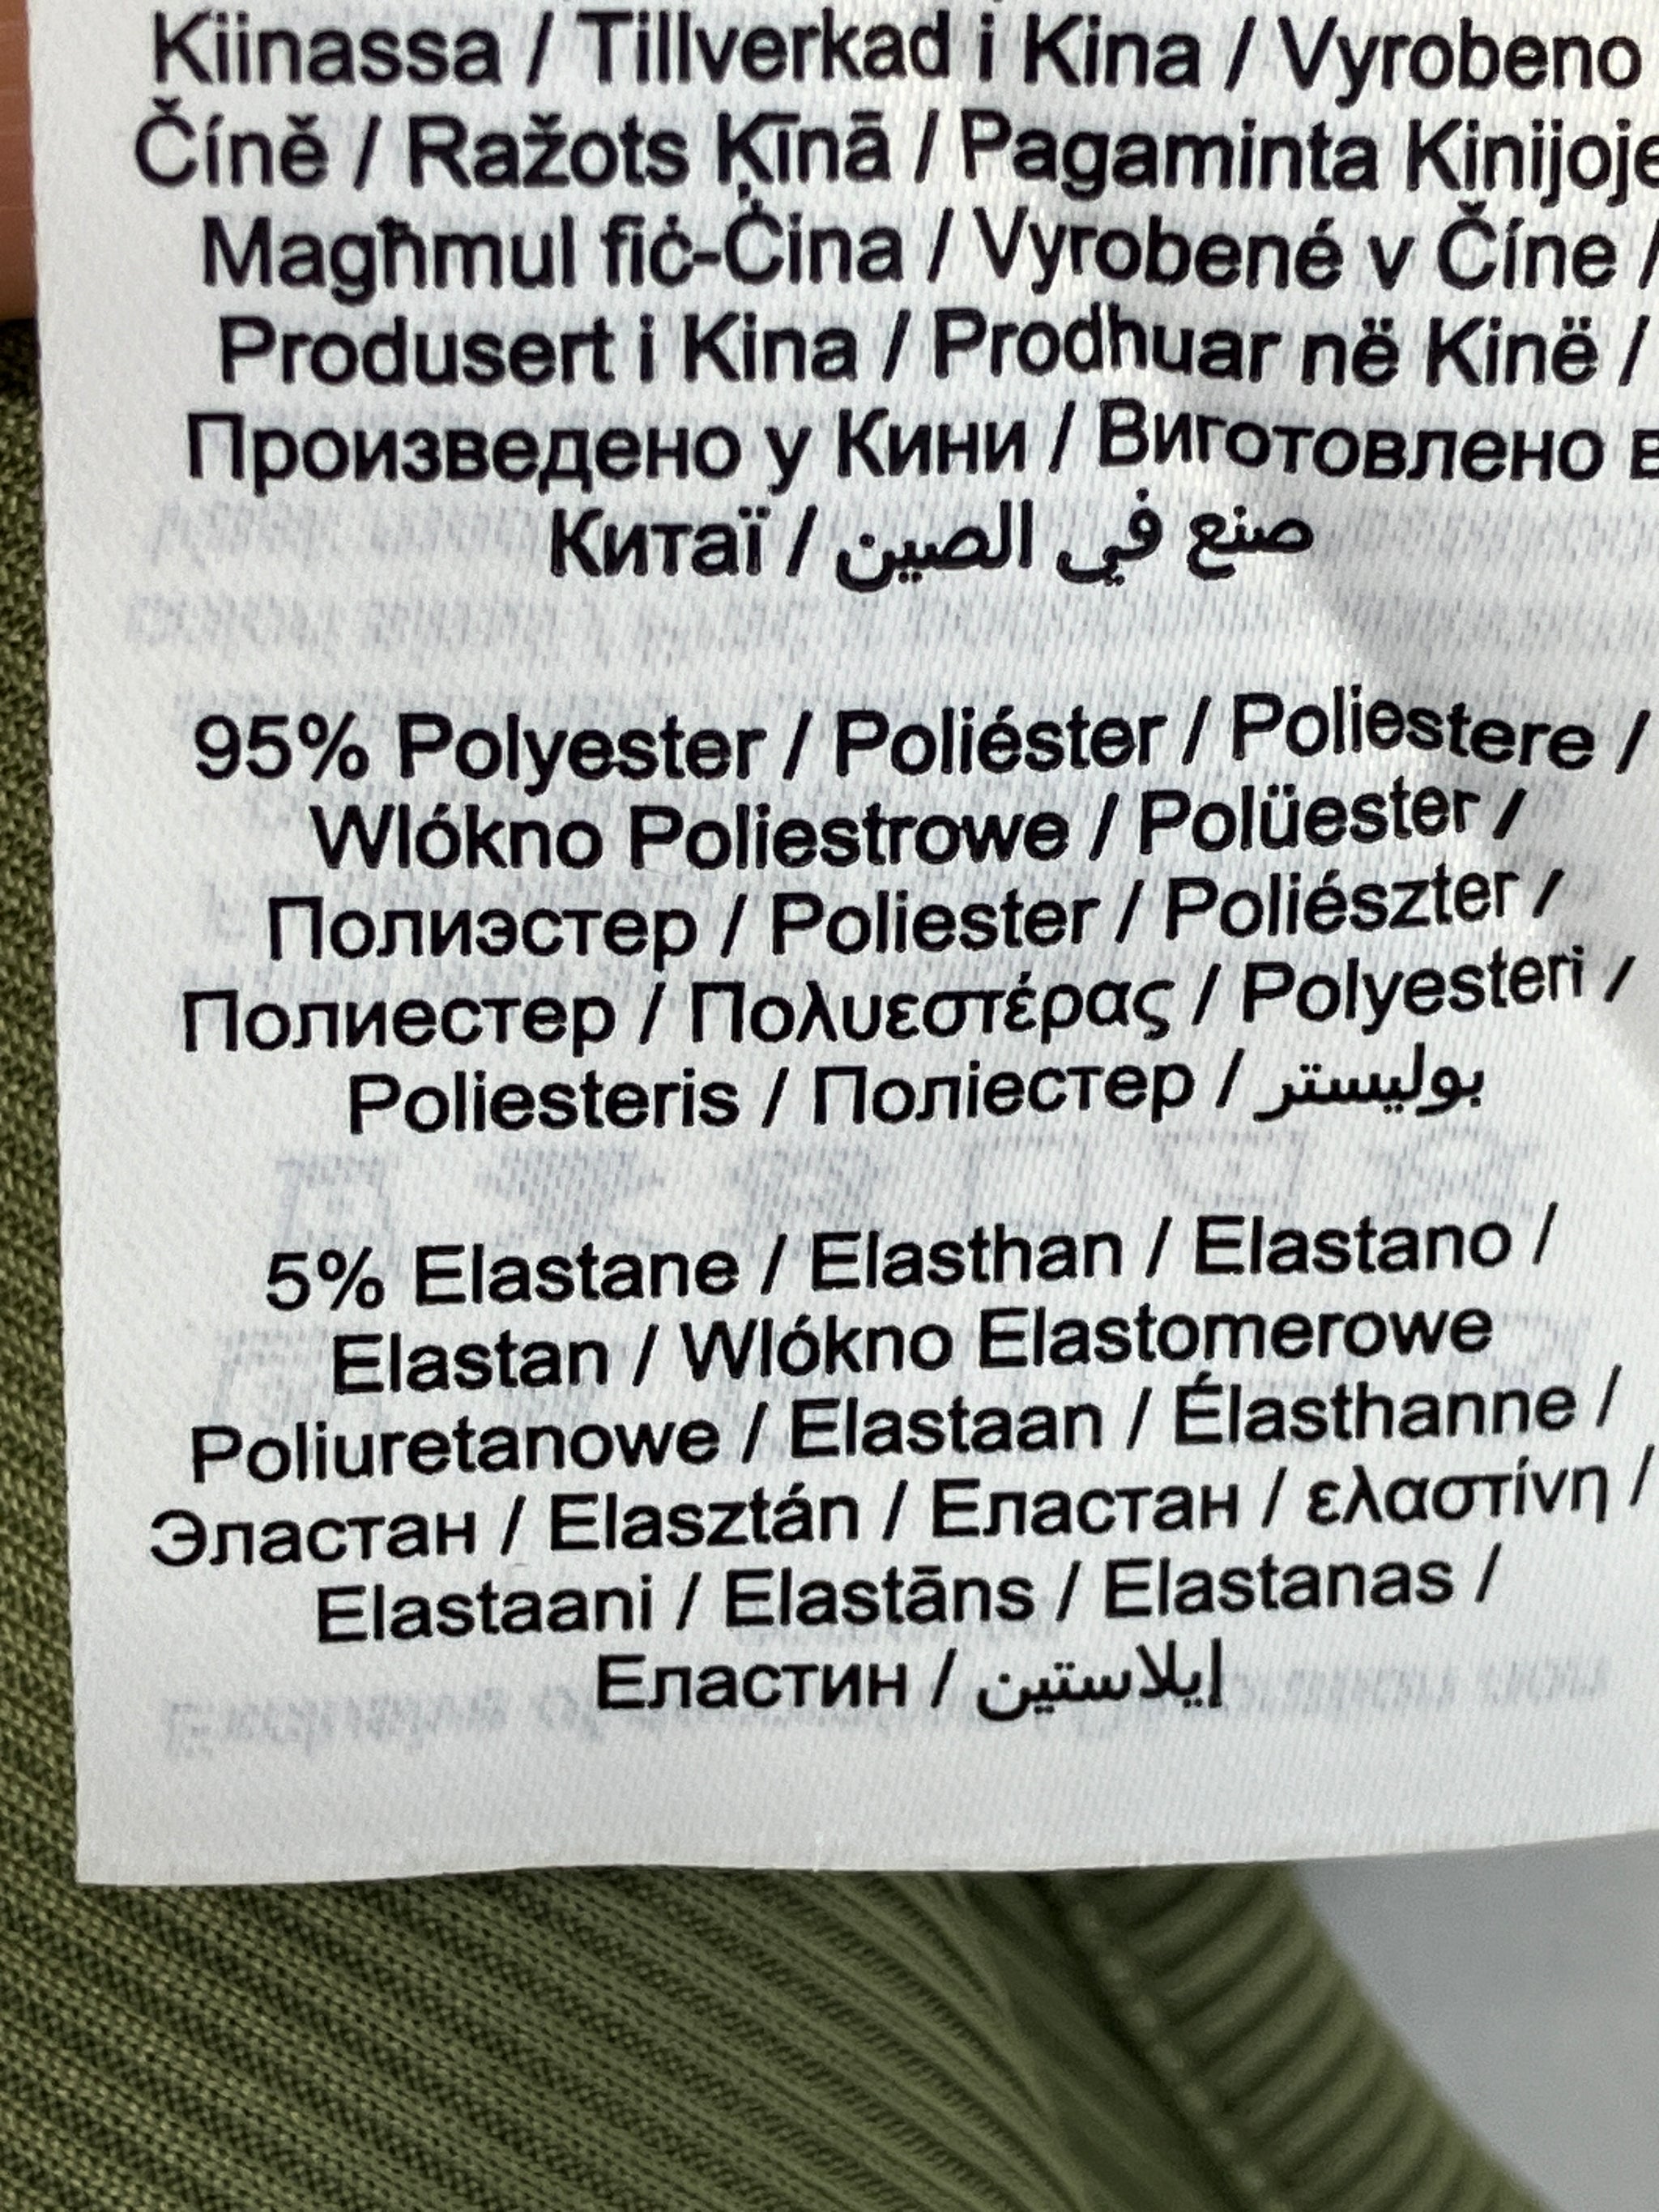 Kiinassa / Tillverkad i Kina / Vyrobeno
Číně / Ražots Ķīnā / Pagaminta Kinijoje
Magħmul fiċ-Ċina / Vyrobené v Číne /
Produsert i Kina / Prodhuar në Kinë /
Произведено у Кини / Виготовлено в
Китаї / صنع في الصين
95% Polyester / Poliéster / Poliestere /
Wlókno Poliestrowe / Polüester /
Полиэстер / Poliester / Poliészter /
Полиестер / Πολυεστέρας / Polyesteri /
Poliesteris / Поліестер / بوليستر
5% Elastane / Elasthan / Elastano /
Elastan / Wlókno Elastomerowe
Poliuretanowe / Elastaan / Élasthanne /
Эластан / Elasztán / Еластан / ελαστίνη /
Elastaani / Elastāns / Elastanas /
Еластин / إيلاستين